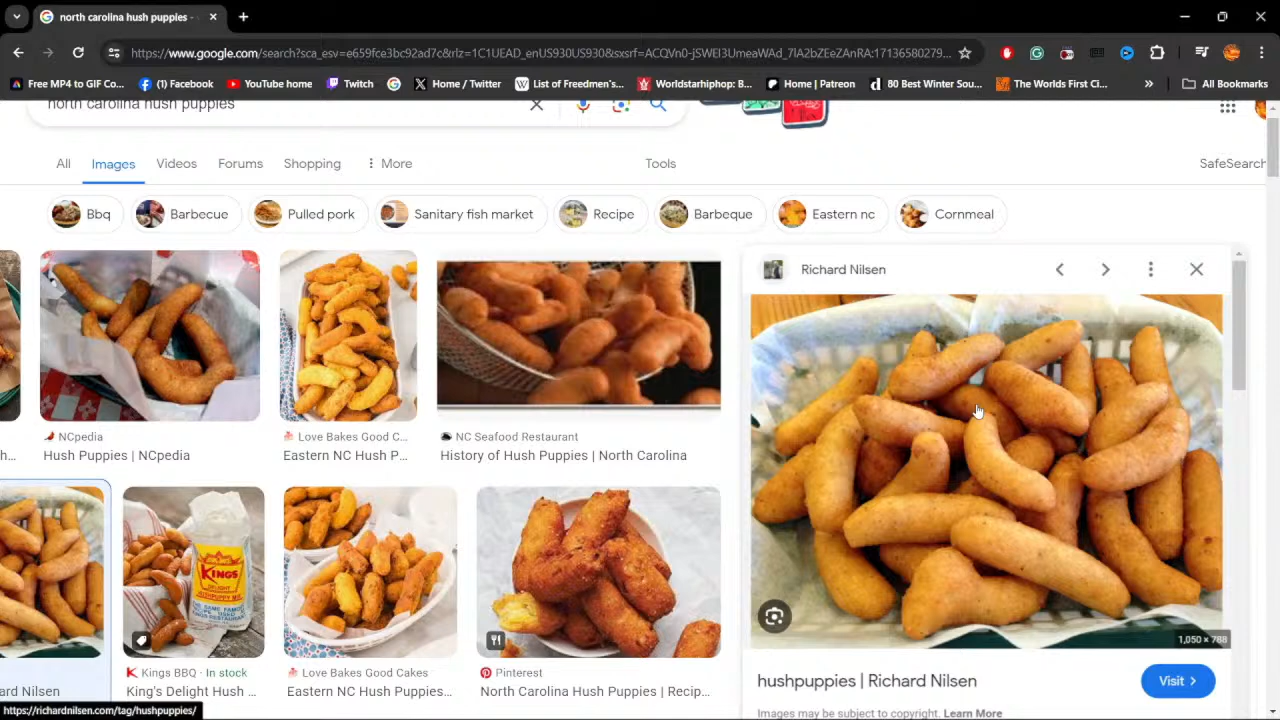 north carolina hush puppies -
https://www.google.com/search?sca_esv=e659fce3bc92ad7c&rlz=1C1UEAD_enUS930US930&sxsrf=ACQVn0-jSWEI3UmeaWAd_7lA2bZEeZAnRA:17136580279...
Free MP4 to GIF Co...
(1) Facebook
YouTube home
Twitch
Home / Twitter
List of Freedmen's...
Worldstarhiphop: B...
Home | Patreon
80 Best Winter Sou...
The Worlds First Cl...
All Bookmarks
north carolina hush puppies
All
Images
Videos
Forums
Shopping
More
Tools
SafeSearch
Bbq
Barbecue
Pulled pork
Sanitary fish market
Recipe
Barbeque
Eastern nc
Cornmeal
h...
NCpedia
Hush Puppies | NCpedia
Love Bakes Good C...
Eastern NC Hush P...
NC Seafood Restaurant
History of Hush Puppies | North Carolina
ard Nilsen
KINGS
Kings BBQ · In stock
King's Delight Hush ...
Love Bakes Good Cakes
Eastern NC Hush Puppies...
Pinterest
North Carolina Hush Puppies | Recip...
Richard Nilsen
1,050 × 788
hushpuppies | Richard Nilsen
Visit
Images may be subject to copyright. Learn More
https://richardnilsen.com/tag/hushpuppies/